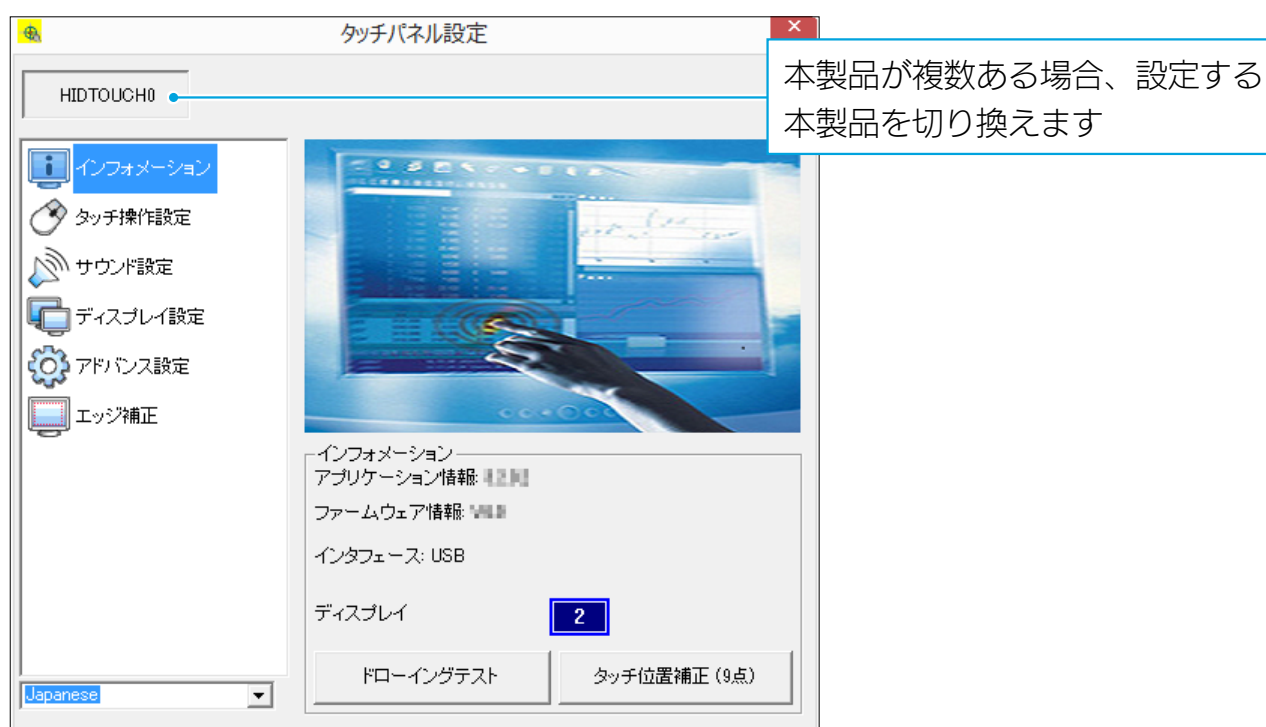 タッチパネル設定
本製品が複数ある場合、設定する
本製品を切り換えます
HIDTOUCH0
インフォメーション
タッチ操作設定
サウンド設定
ディスプレイ設定
アドバンス設定
エッジ補正
インフォメーション
アプリケーション情報:
ファームウェア情報:
インタフェース: USB
ディスプレイ
2
ドローイングテスト
タッチ位置補正 (9点)
Japanese